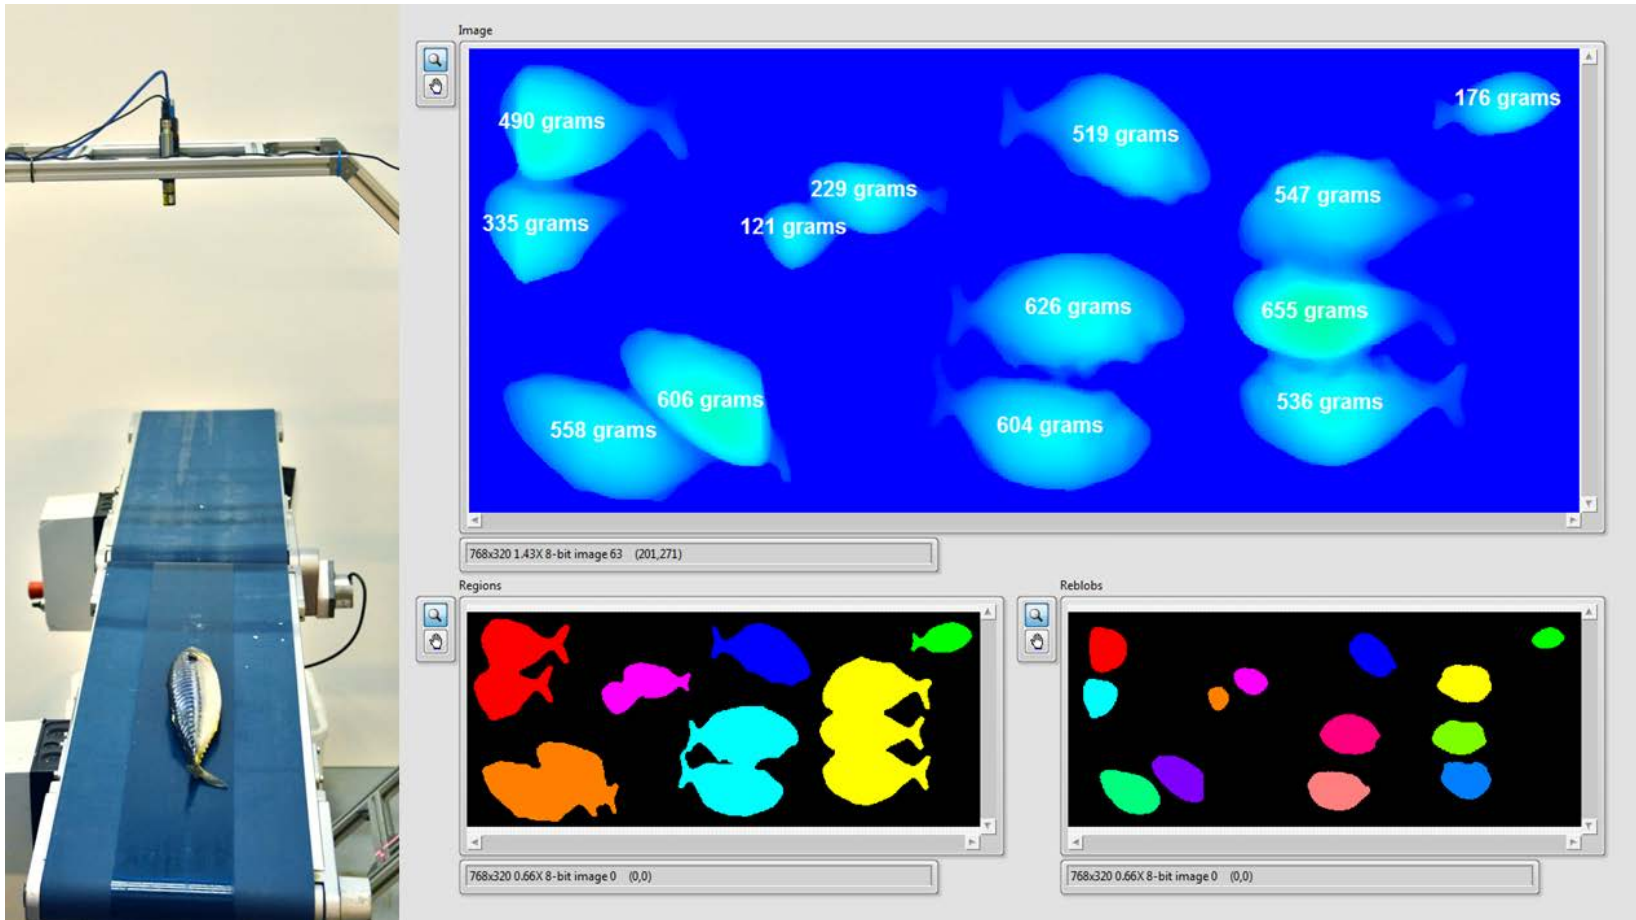 Image
490 grams
519 grams
176 grams
229 grams
547 grams
335 grams
121 grams
626 grams
655 grams
606 grams
558 grams
604 grams
536 grams
768x320 1.43X 8-bit image 63 (201,271)
Regions
Reblobs
768x320 0.66X 8-bit image 0 (0,0)
768x320 0.66X 8-bit image 0 (0,0)